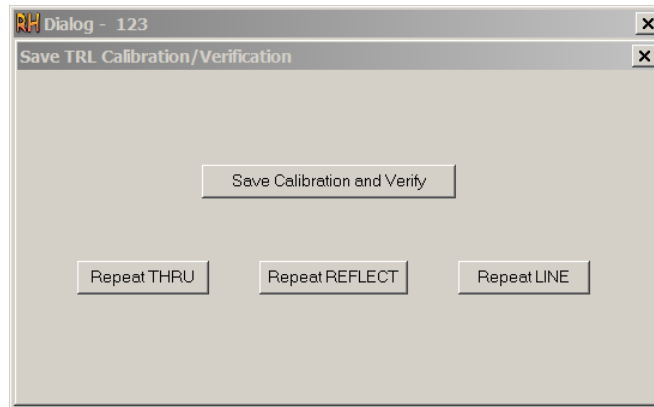 RH Dialog - 123
Save TRL Calibration/Verification
Save Calibration and Verify
Repeat THRU Repeat REFLECT Repeat LINE